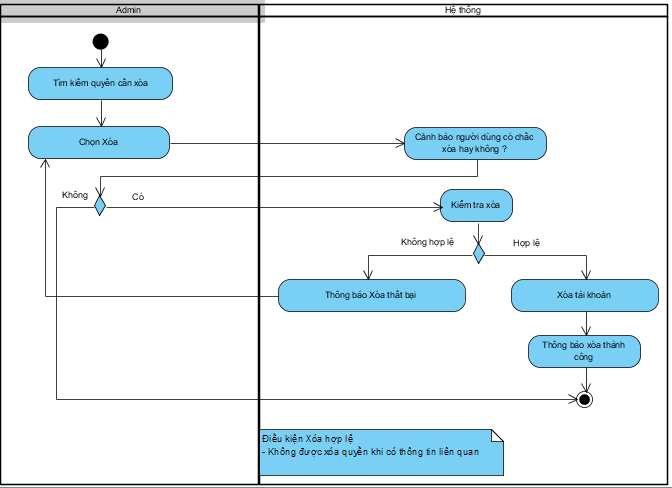 Admin
Hệ thống
Tìm kiếm quyền cần xóa
Chọn Xóa
Cảnh báo người dùng có chắc
xóa hay không ?
Không
Có
Kiểm tra xóa
Không hợp lệ
Hợp lệ
Thông báo Xóa thất bại
Xóa tài khoản
Thông báo xóa thành
công
Điều kiện Xóa hợp lệ
- Không được xóa quyền khi có thông tin liên quan